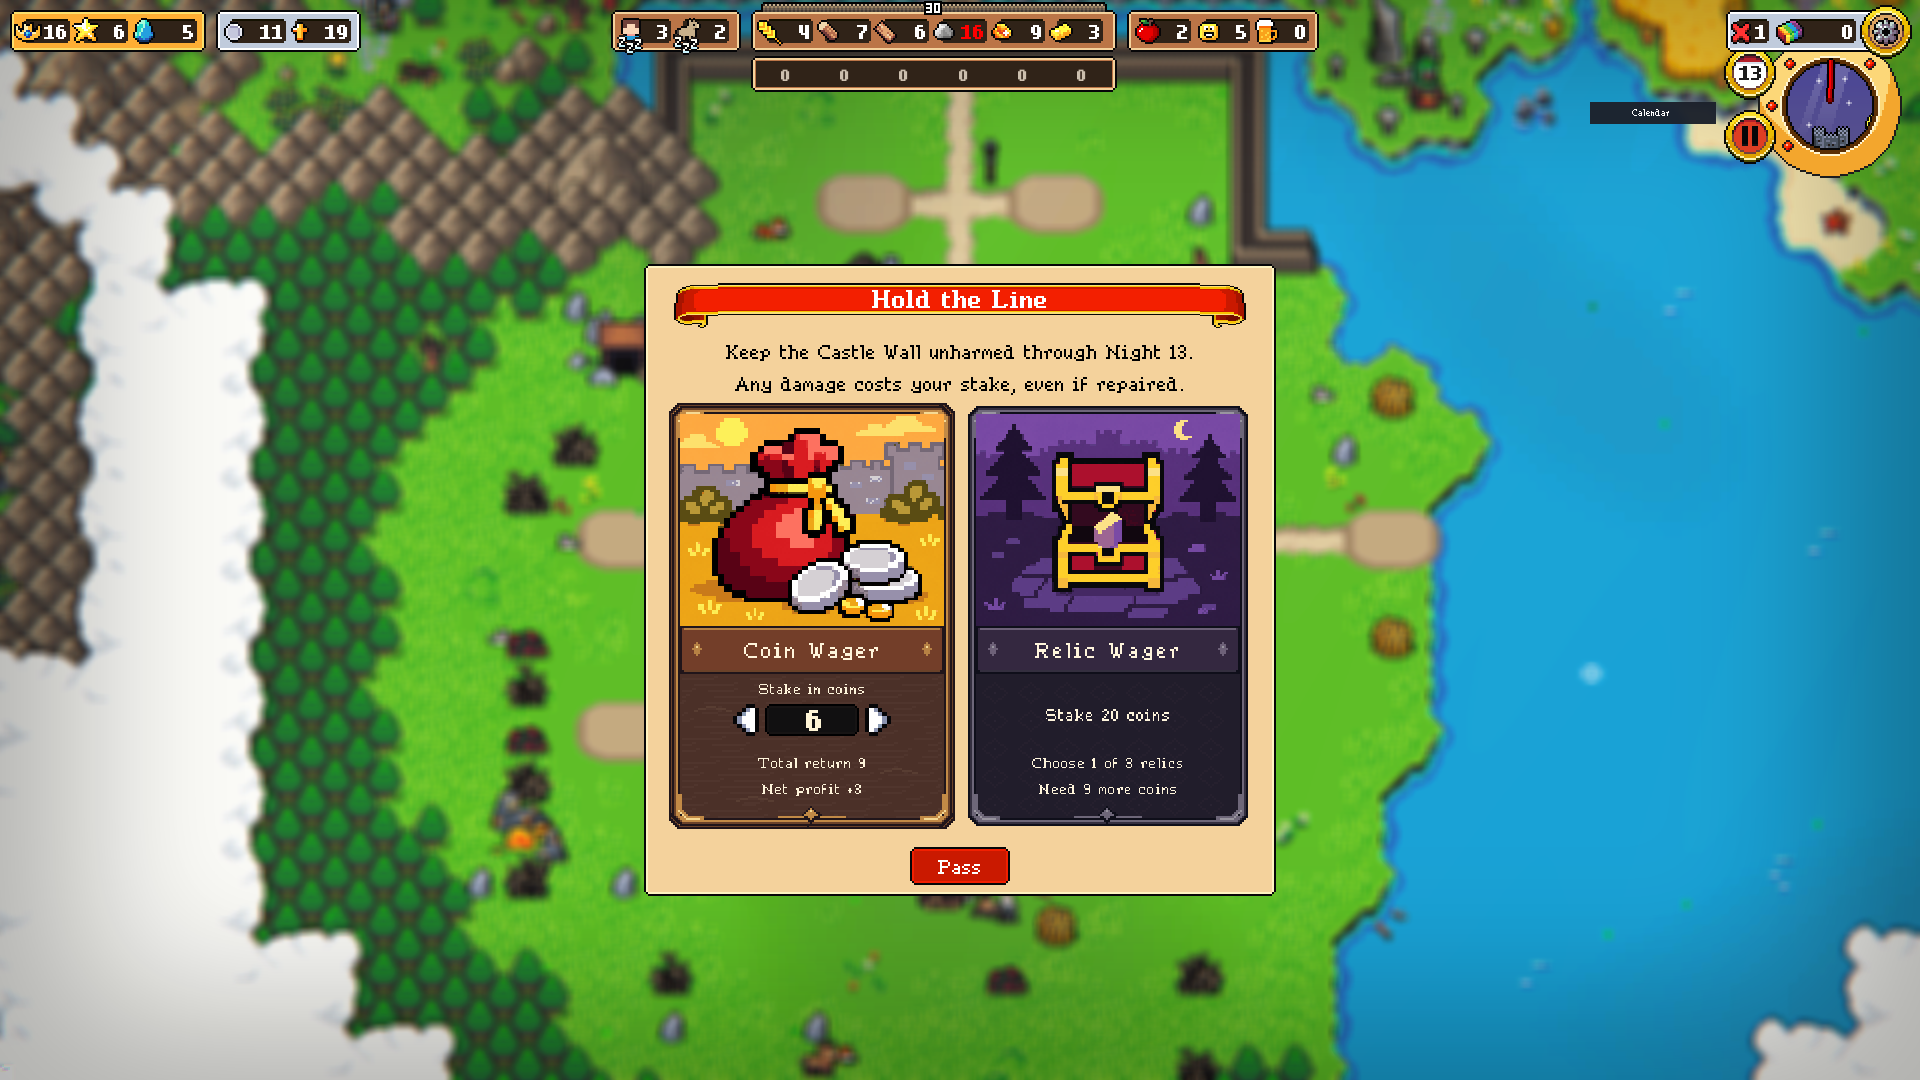 16 6 5 11 19 3 2 30 4 7 6 16 9 3 2 5 0 1 0
zzz zzz
0 0 0 0 0 0
13
Calendar
Hold the Line
Keep the Castle Wall unharmed through Night 13.
Any damage costs your stake, even if repaired.
Coin Wager
Stake in coins
6
Total return 9
Net profit +3
Relic Wager
Stake 20 coins
Choose 1 of 3 relics
Need 9 more coins
Pass